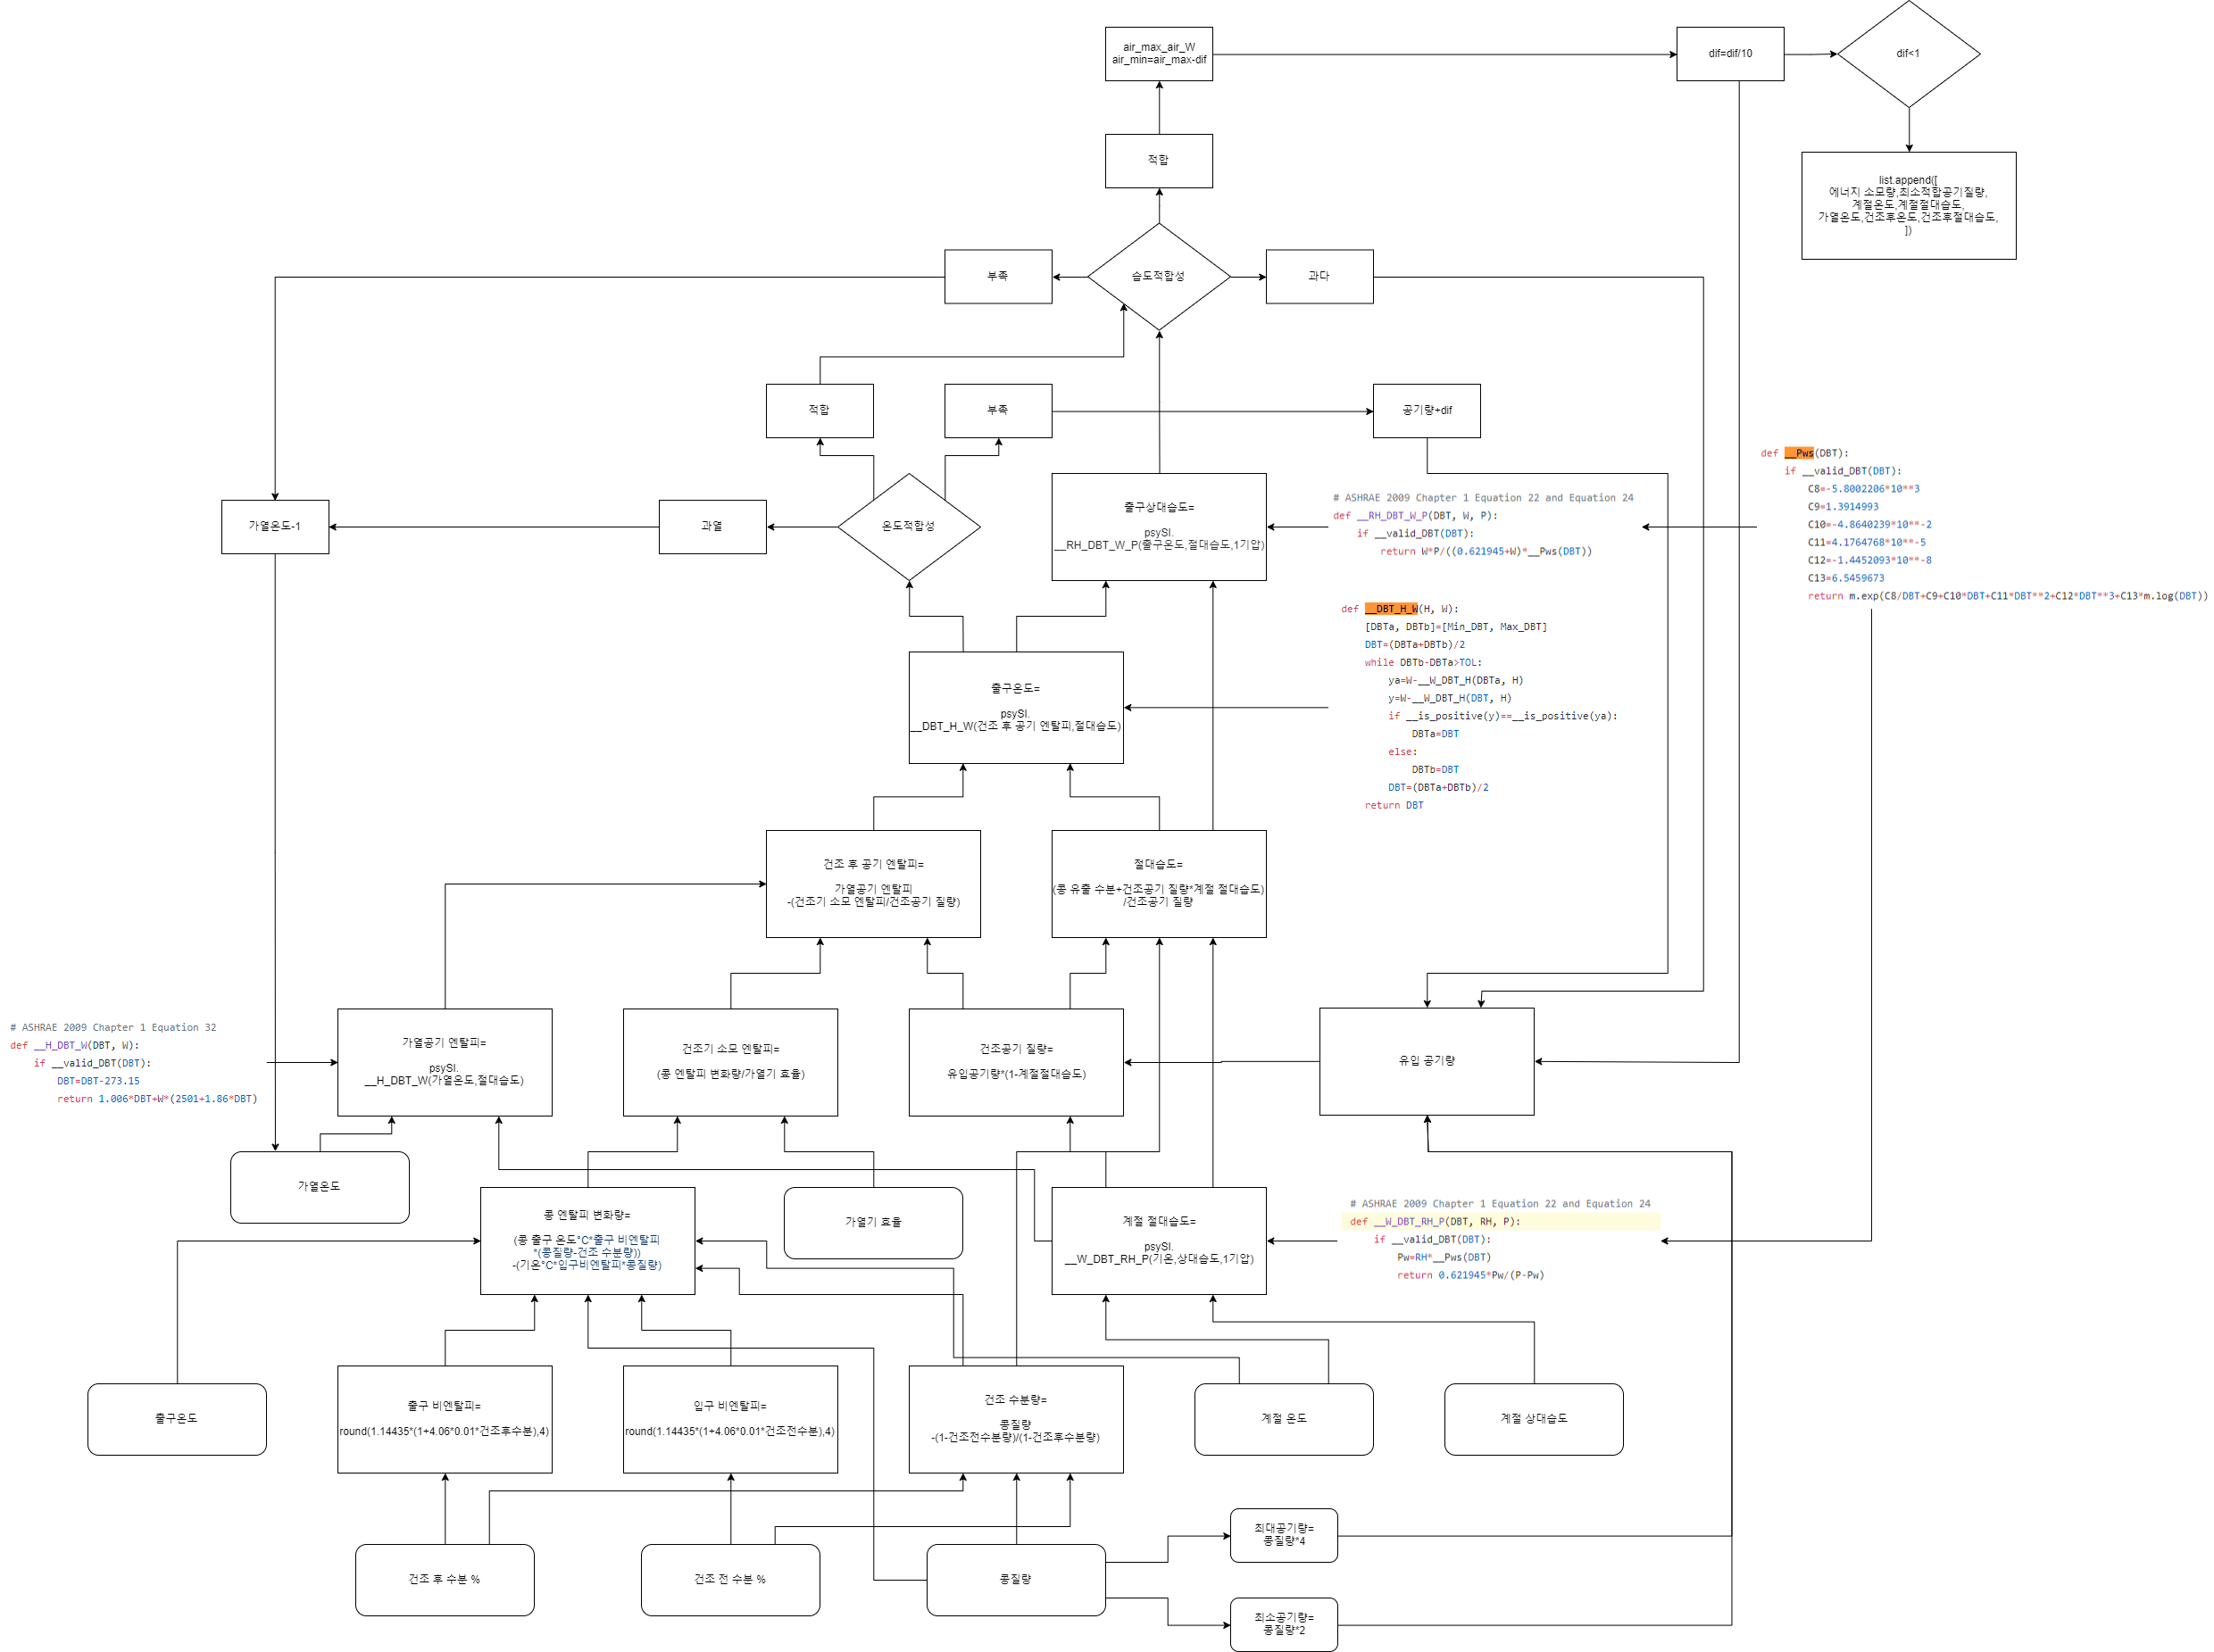 air_max_air_W
air_min=air_max-dif
dif=dif/10
dif<1
적합
list.append([
에너지 소모량,최소적합공기질량,
계절온도,계절절대습도,
가열온도,건조후온도,건조후절대습도,
])
부족
습도적합성
과다
적합
부족
공기량+dif
가열온도-1
과열
온도적합성
출구상대습도=
psySI.
__RH_DBT_W_P(출구온도,절대습도,1기압)
# ASHRAE 2009 Chapter 1 Equation 22 and Equation 24
def __RH_DBT_W_P(DBT, W, P):
if __valid_DBT(DBT):
return W*P/((0.621945+W)*__Pws(DBT))
def __Pws(DBT):
if __valid_DBT(DBT):
C8=-5.8002206*10**3
C9=1.3914993
C10=-4.8640239*10**-2
C11=4.1764768*10**-5
C12=-1.4452093*10**-8
C13=6.5459673
return m.exp(C8/DBT+C9+C10*DBT+C11*DBT**2+C12*DBT**3+C13*m.log(DBT))
출구온도=
psySI.
__DBT_H_W(건조 후 공기 엔탈피,절대습도)
def __DBT_H_W(H, W):
[DBTa, DBTb]=[Min_DBT, Max_DBT]
DBT=(DBTa+DBTb)/2
while DBTb-DBTa>TOL:
ya=W-__W_DBT_H(DBTa, H)
y=W-__W_DBT_H(DBT, H)
if __is_positive(y)==__is_positive(ya):
DBTa=DBT
else:
DBTb=DBT
DBT=(DBTa+DBTb)/2
return DBT
건조 후 공기 엔탈피=
가열공기 엔탈피
-(건조기 소모 엔탈피/건조공기 질량)
절대습도=
(콩 유출 수분+건조공기 질량*계절 절대습도)
/건조공기 질량
# ASHRAE 2009 Chapter 1 Equation 32
def __H_DBT_W(DBT, W):
if __valid_DBT(DBT):
DBT=DBT-273.15
return 1.006*DBT+W*(2501+1.86*DBT)
가열공기 엔탈피=
psySI.
__H_DBT_W(가열온도,절대습도)
건조기 소모 엔탈피=
(콩 엔탈피 변화량/가열기 효율)
건조공기 질량=
유입공기량*(1-계절절대습도)
유입 공기량
가열온도
콩 엔탈피 변화량=
(콩 출구 온도°C*출구 비엔탈피
*(콩질량-건조 수분량))
-(기온°C*입구비엔탈피*콩질량)
가열기 효율
계절 절대습도=
psySI.
__W_DBT_RH_P(기온,상대습도,1기압)
# ASHRAE 2009 Chapter 1 Equation 22 and Equation 24
def __W_DBT_RH_P(DBT, RH, P):
if __valid_DBT(DBT):
Pw=RH*__Pws(DBT)
return 0.621945*Pw/(P-Pw)
출구온도
출구 비엔탈피=
round(1.14435*(1+4.06*0.01*건조후수분),4)
입구 비엔탈피=
round(1.14435*(1+4.06*0.01*건조전수분),4)
건조 수분량=
콩질량
-(1-건조전수분량)/(1-건조후수분량)
계절 온도
계절 상대습도
건조 후 수분 %
건조 전 수분 %
콩질량
최대공기량=
콩질량*4
최소공기량=
콩질량*2